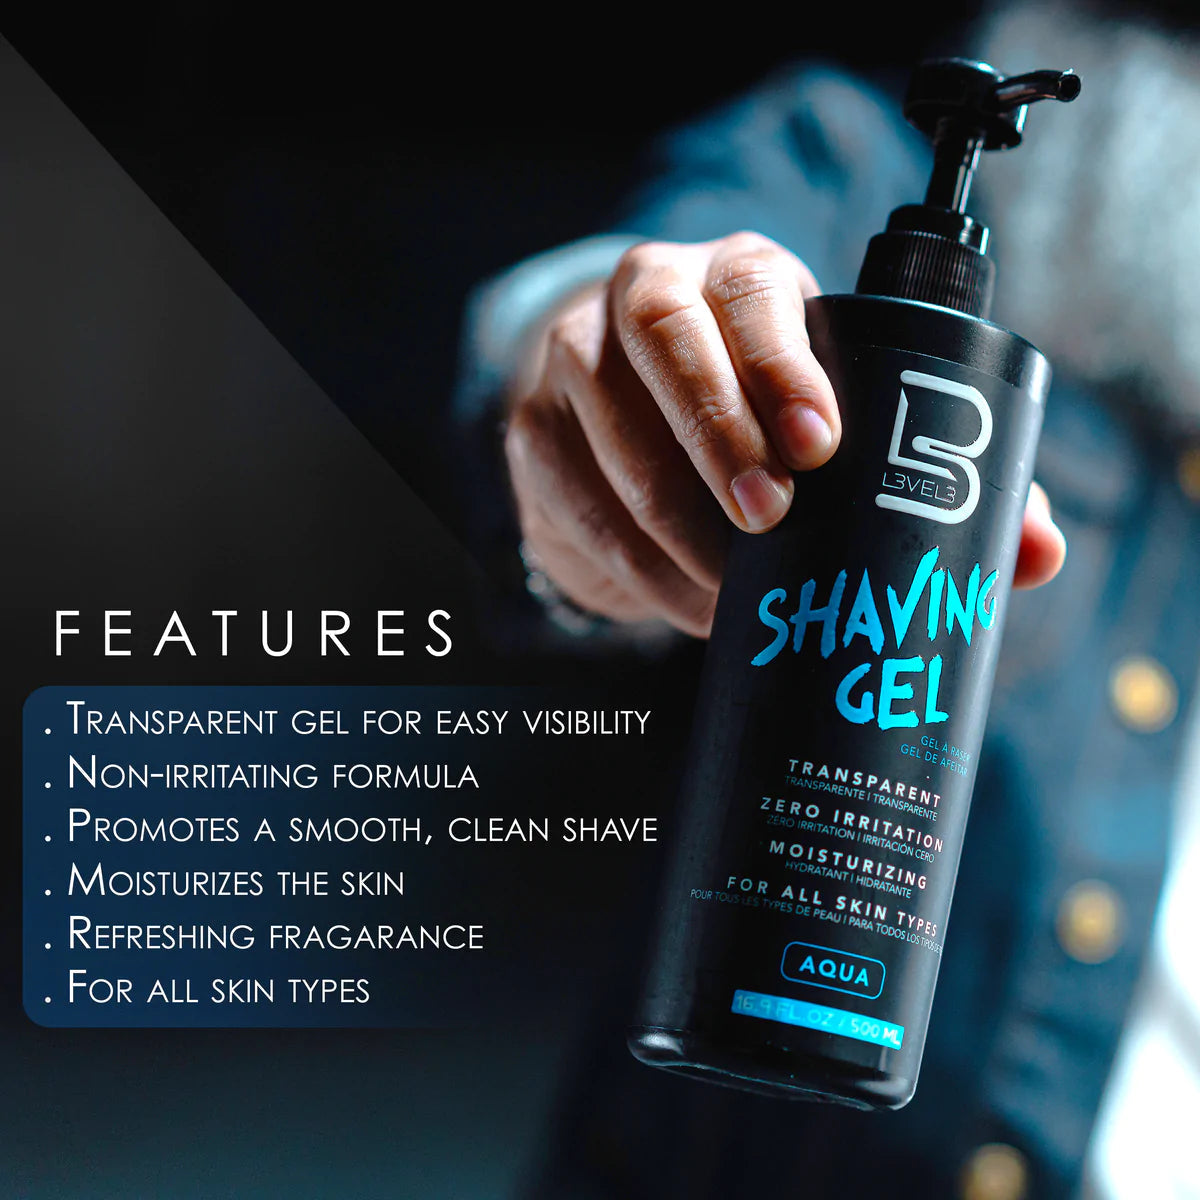 FEATURES
. TRANSPARENT GEL FOR EASY VISIBILITY
. NON-IRRITATING FORMULA
. PROMOTES A SMOOTH, CLEAN SHAVE
. MOISTURIZES THE SKIN
. REFRESHING FRAGARANCE
. FOR ALL SKIN TYPES
L3VEL3
SHAVING
GEL
GEL À RASER
GEL DE AFEITAR
TRANSPARENT
TRANSPARENTE | TRANSPARENTE
ZERO IRRITATION
ZÉRO IRRITATION | IRRITACIÓN CERO
MOISTURIZING
HYDRATANT | HIDRATANTE
FOR ALL SKIN TYPES
POUR TOUS LES TYPES DE PEAU | PARA TODOS LOS TIPOS DE
AQUA
16.9 FL.OZ / 500 ML